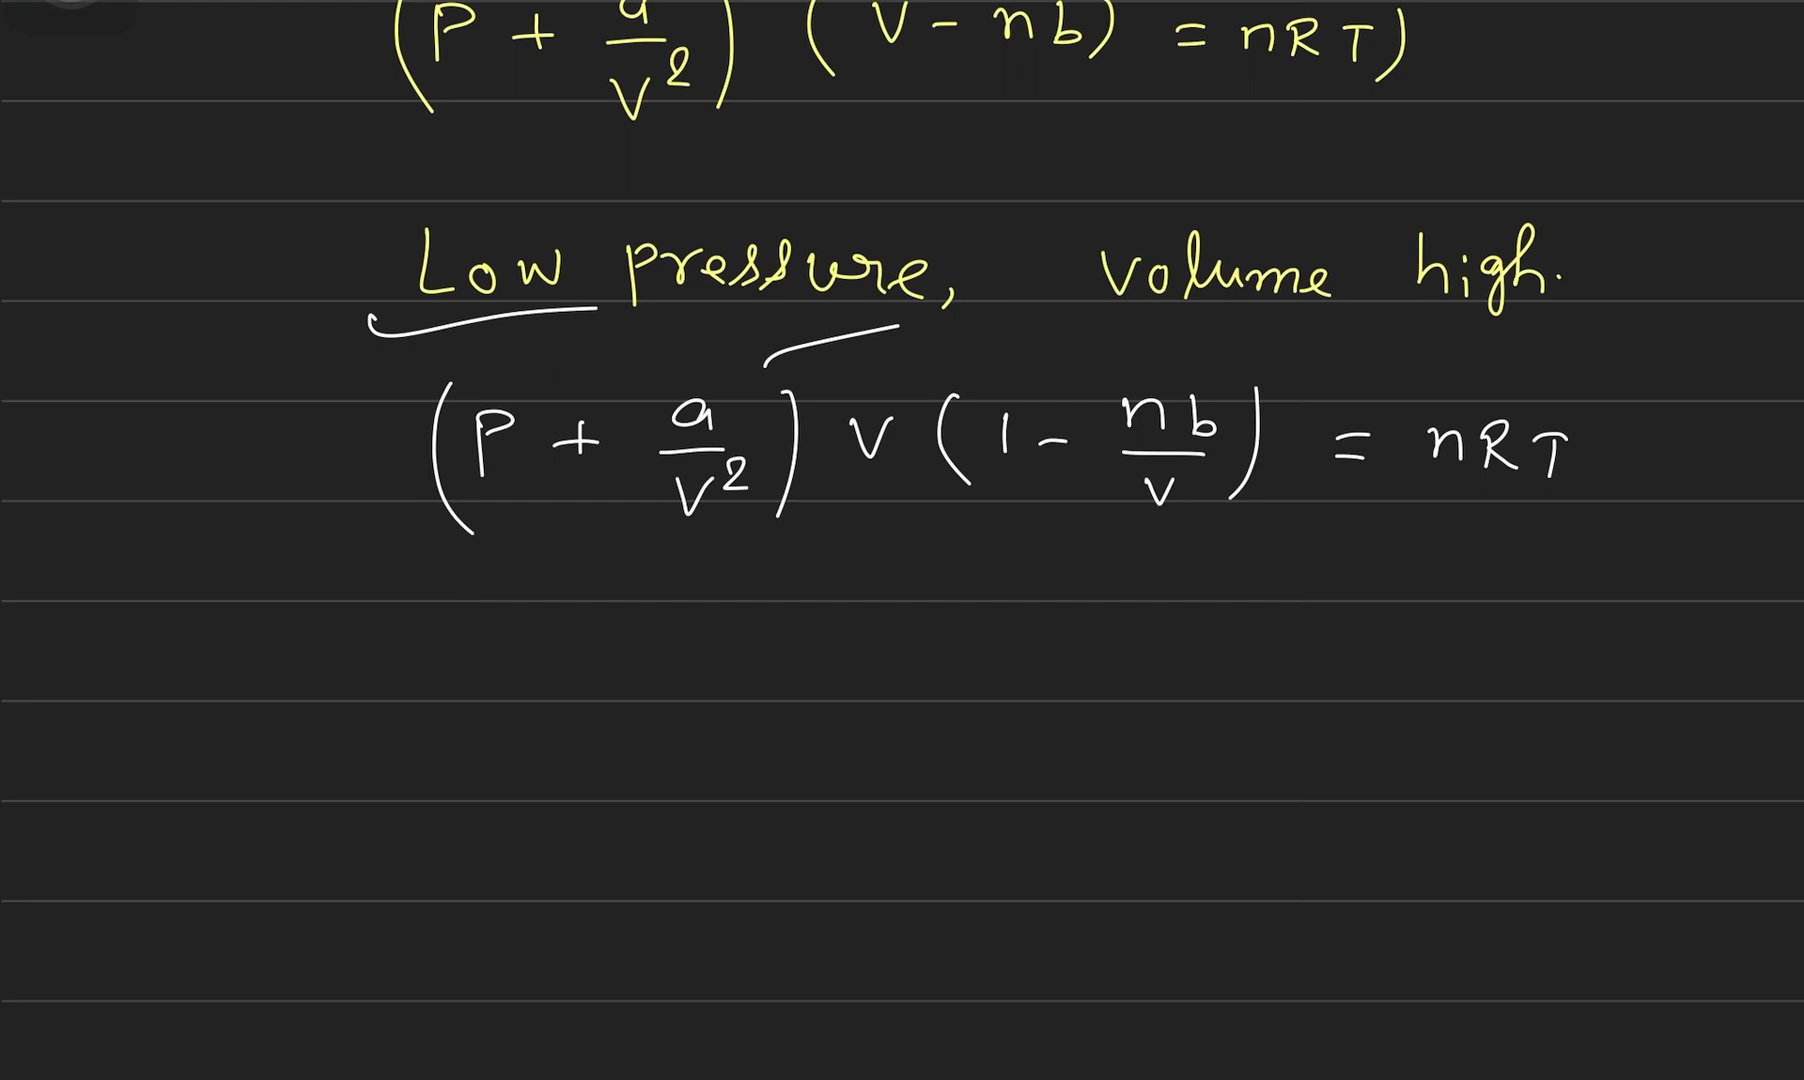 (P + a/V²) (V - nb) = nRT)
Low pressure, volume high.
(P + a/V²) V (1 - nb/V) = nRT